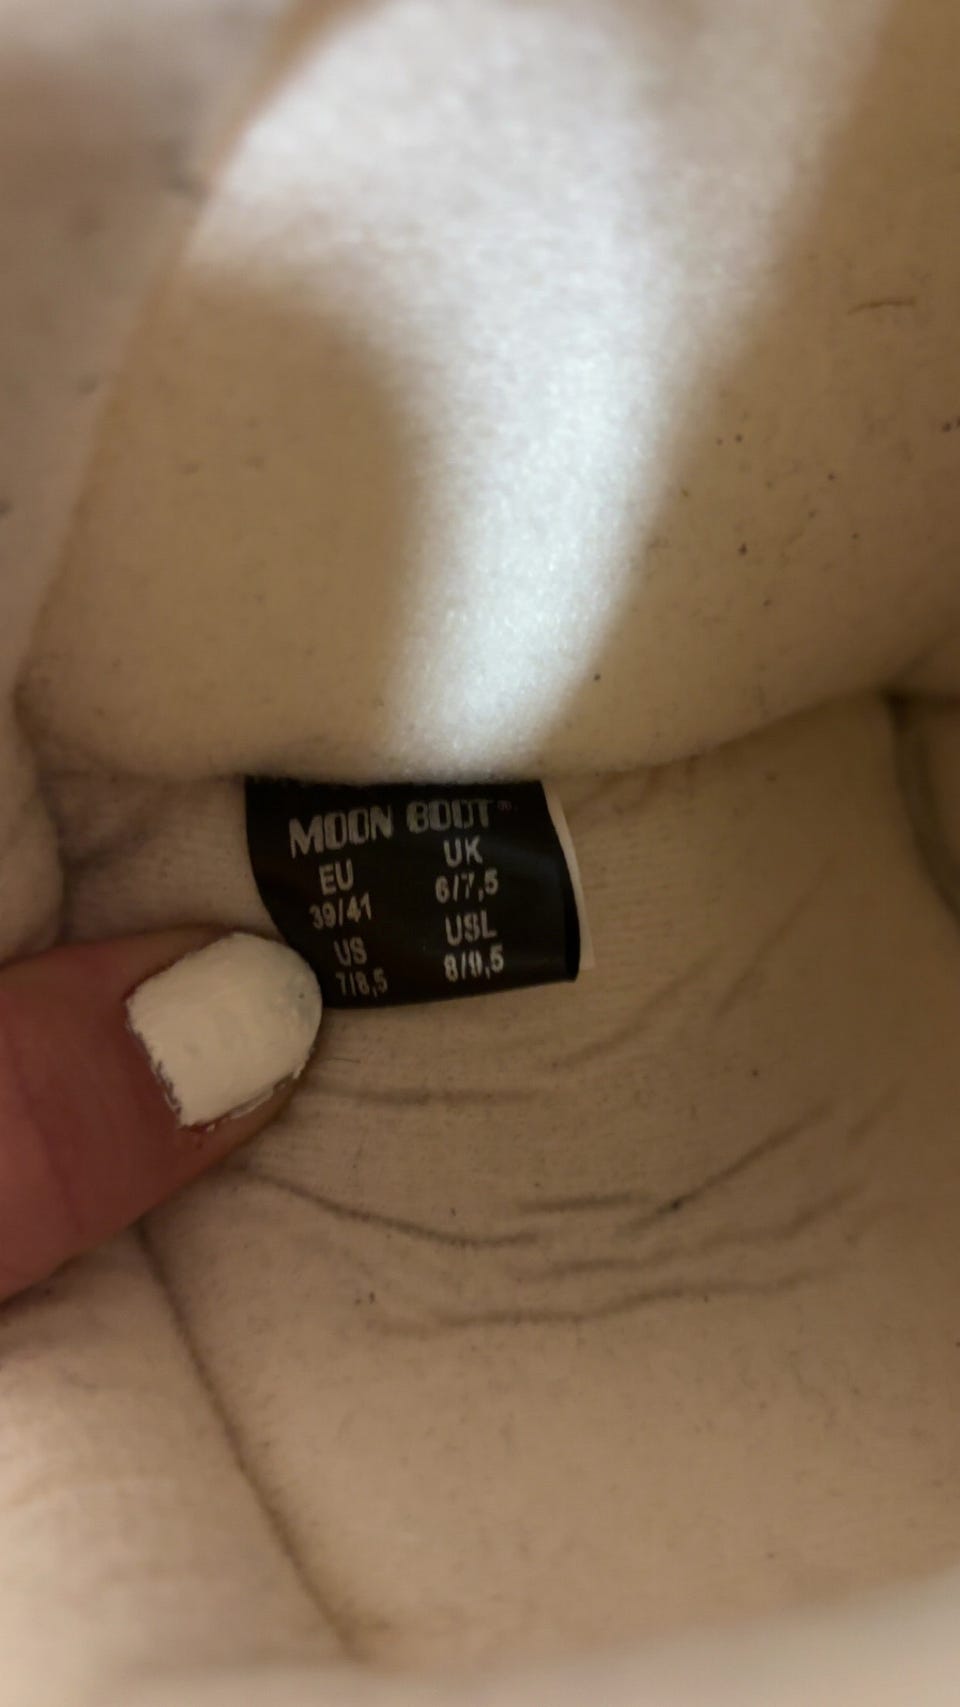 MOON BOOT®
EU
39/41
US
7/8,5
UK
6/7,5
USL
8/9,5